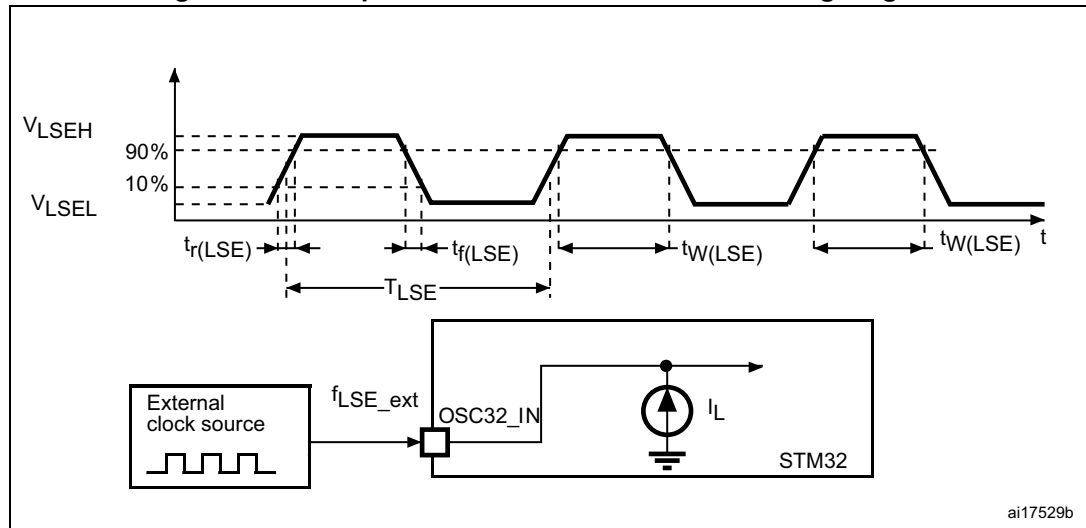 VLSEH
90%
10%
VLSEL
tr(LSE)
tf(LSE)
tW(LSE)
tW(LSE)
t
TLSE
External
clock source
fLSE_ext
OSC32_IN
IL
STM32
ai17529b